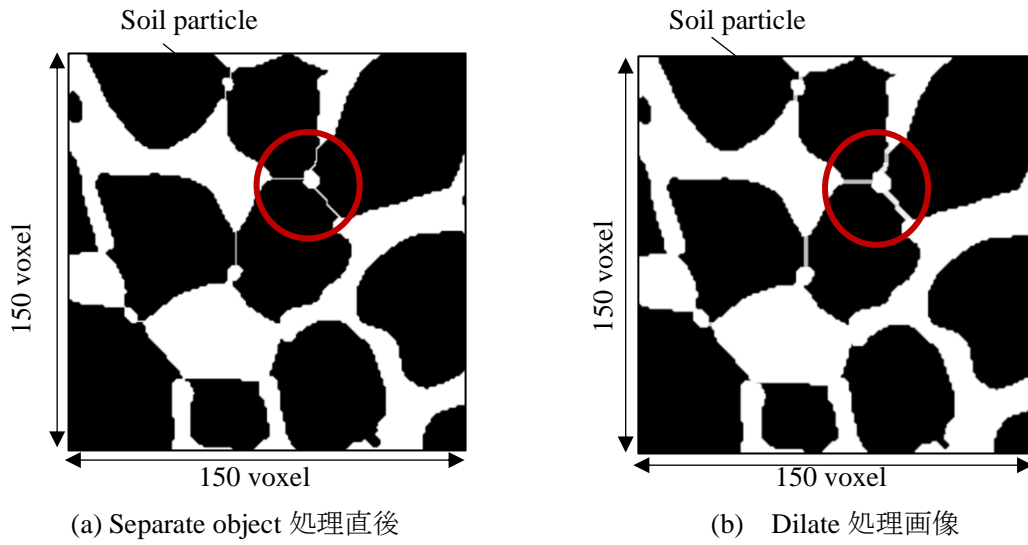 Soil particle
150 voxel
150 voxel
(a) Separate object 処理直後
Soil particle
150 voxel
150 voxel
(b) Dilate 処理画像